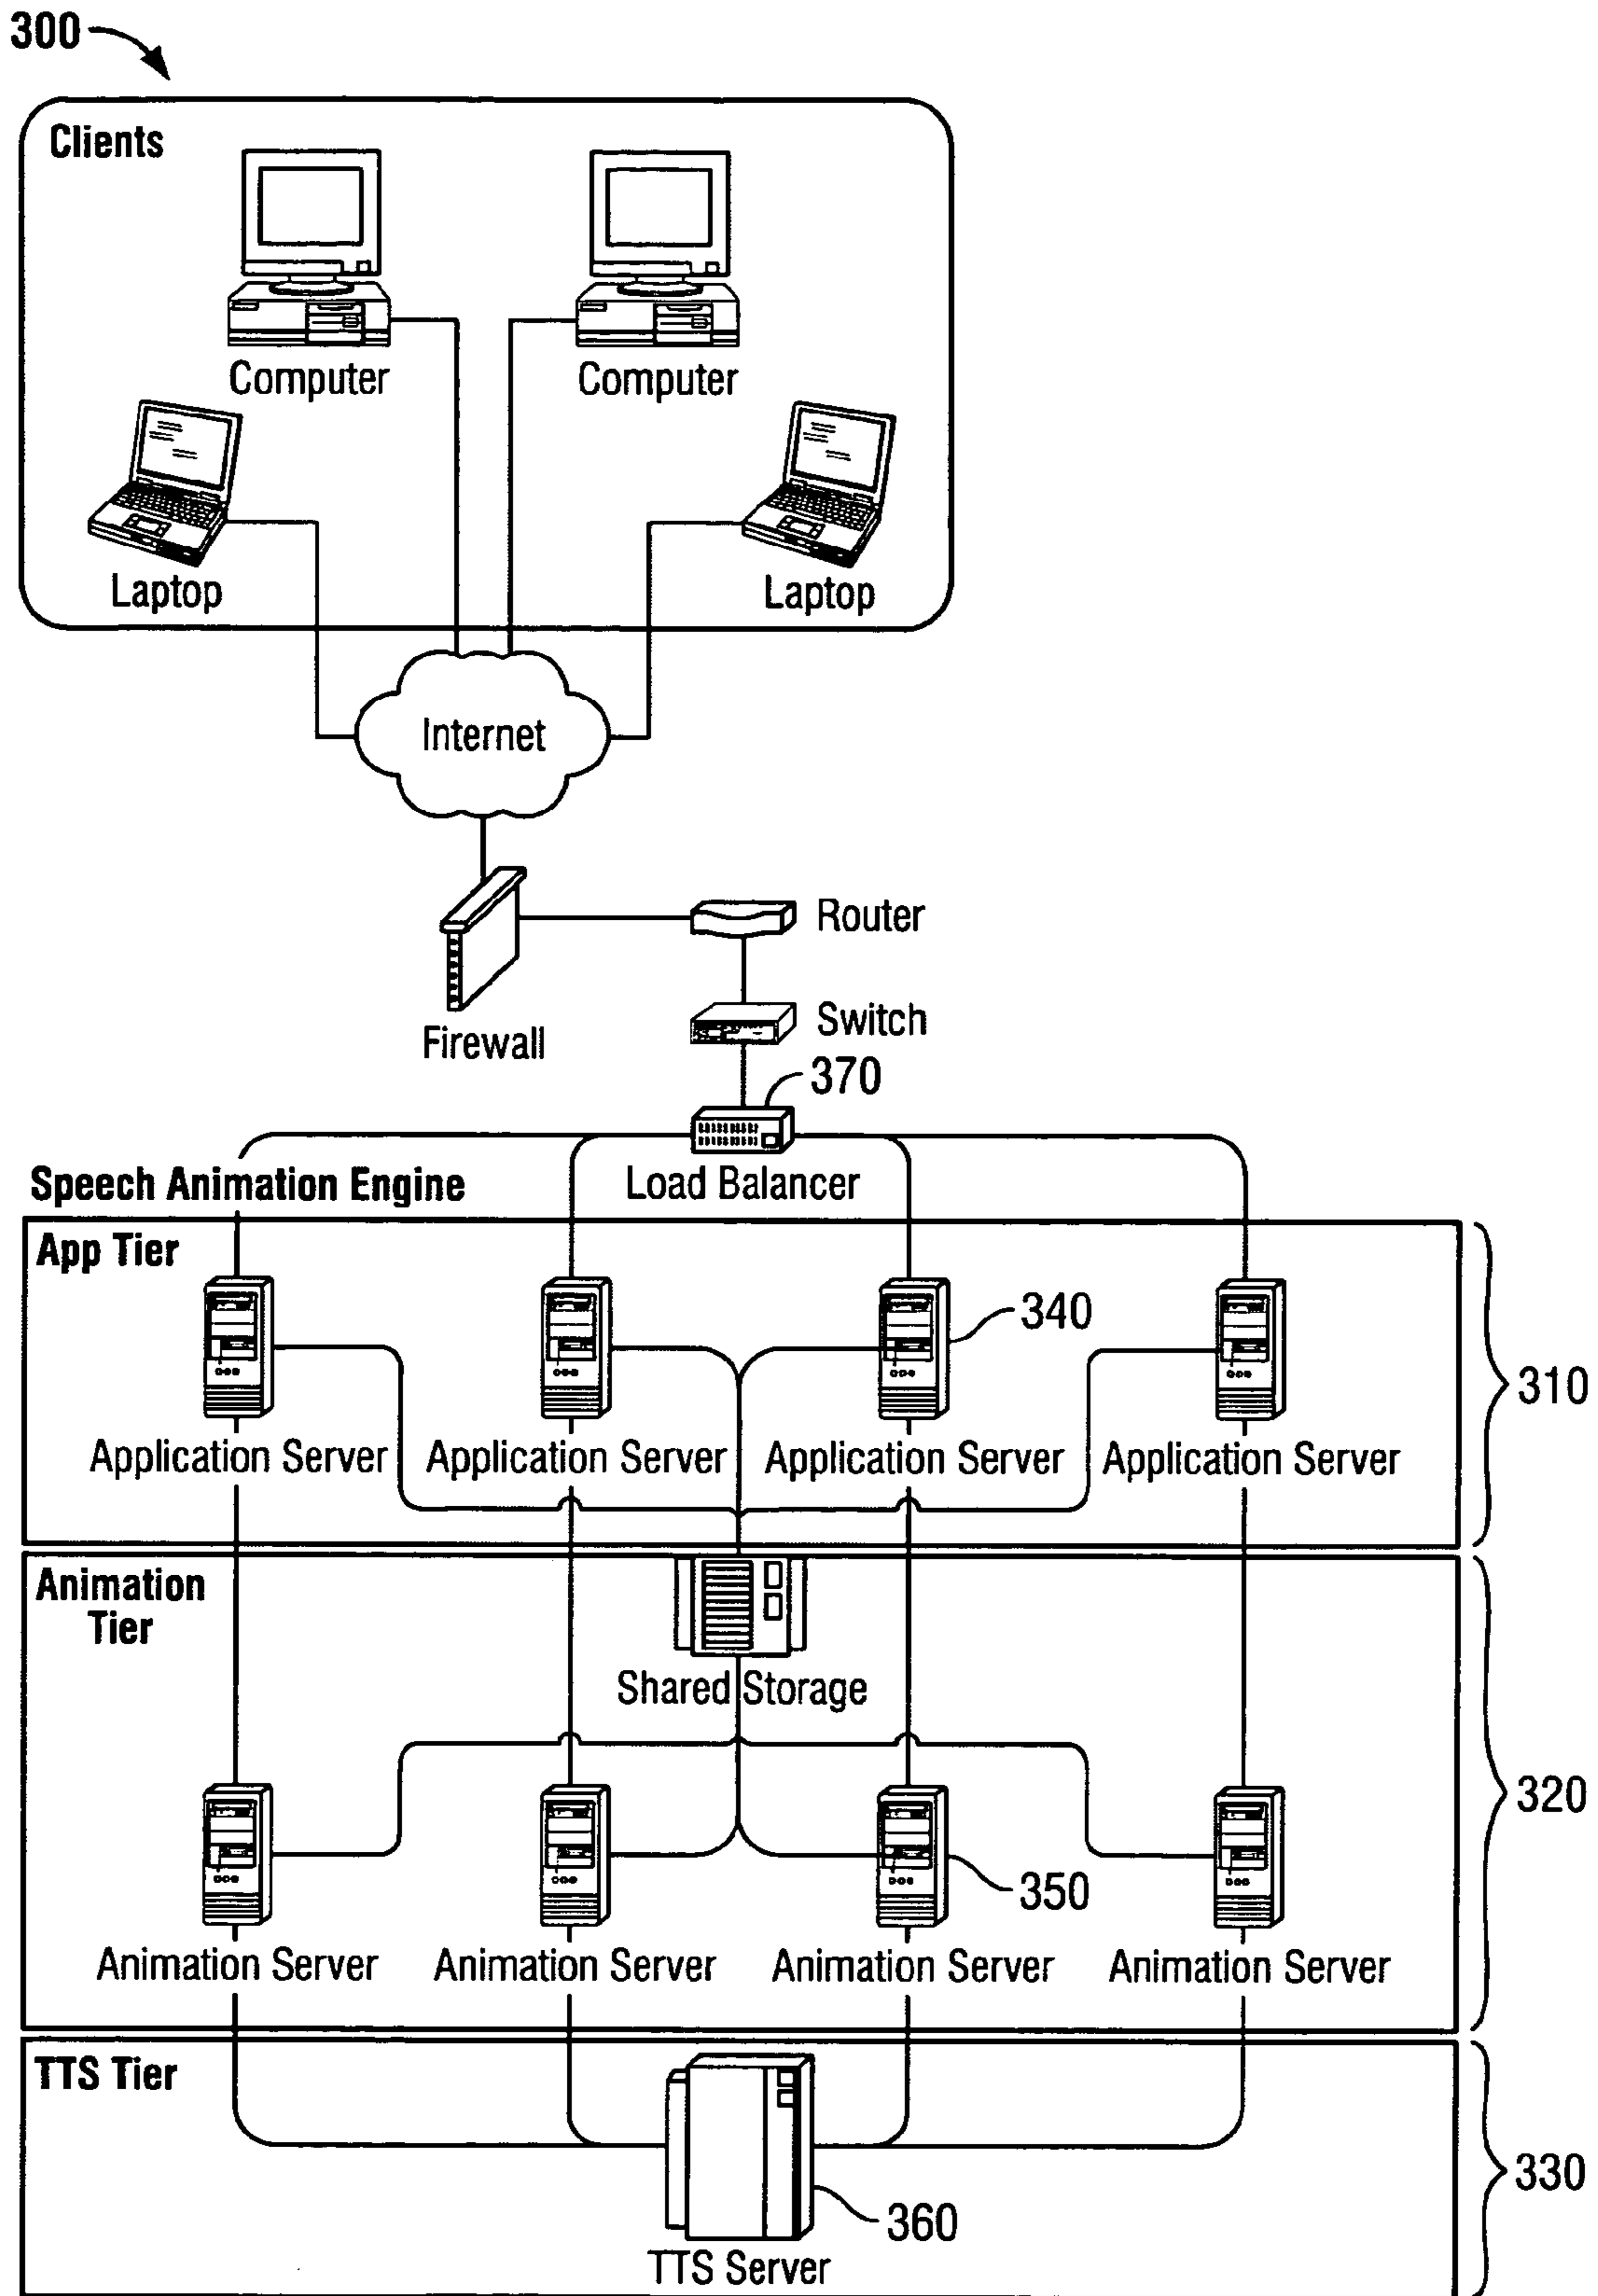 300
Clients
Computer
Computer
Laptop
Laptop
Internet
Router
Firewall
Switch
370
Speech Animation Engine
Load Balancer
App Tier
340
310
Application Server
Application Server
Application Server
Application Server
Animation
Tier
Shared Storage
320
350
Animation Server
Animation Server
Animation Server
Animation Server
TTS Tier
330
360
TTS Server